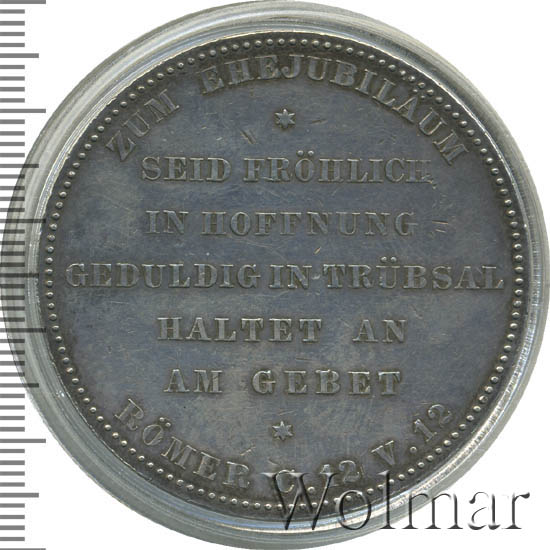 ZUM EHEJUBILÄUM
SEID FRÖHLICH
IN HOFFNUNG
GEDULDIG IN TRÜBSAL
HALTET AN
AM GEBET
RÖMER C. 12 V. 12
Wolmar